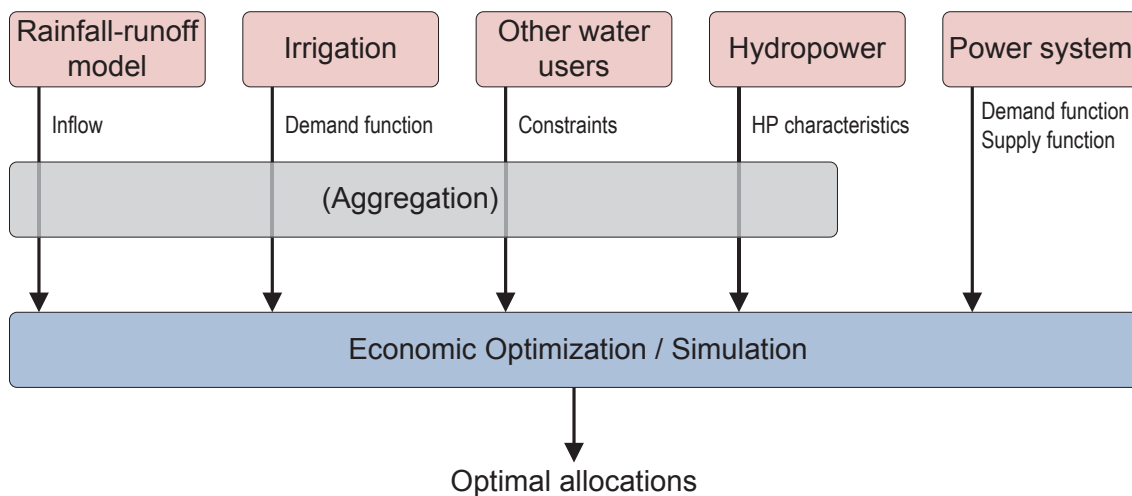 Rainfall-runoff
model
Irrigation
Other water
users
Hydropower
Power system
Inflow
Demand function
Constraints
HP characteristics
Demand function
Supply function
(Aggregation)
Economic Optimization / Simulation
Optimal allocations